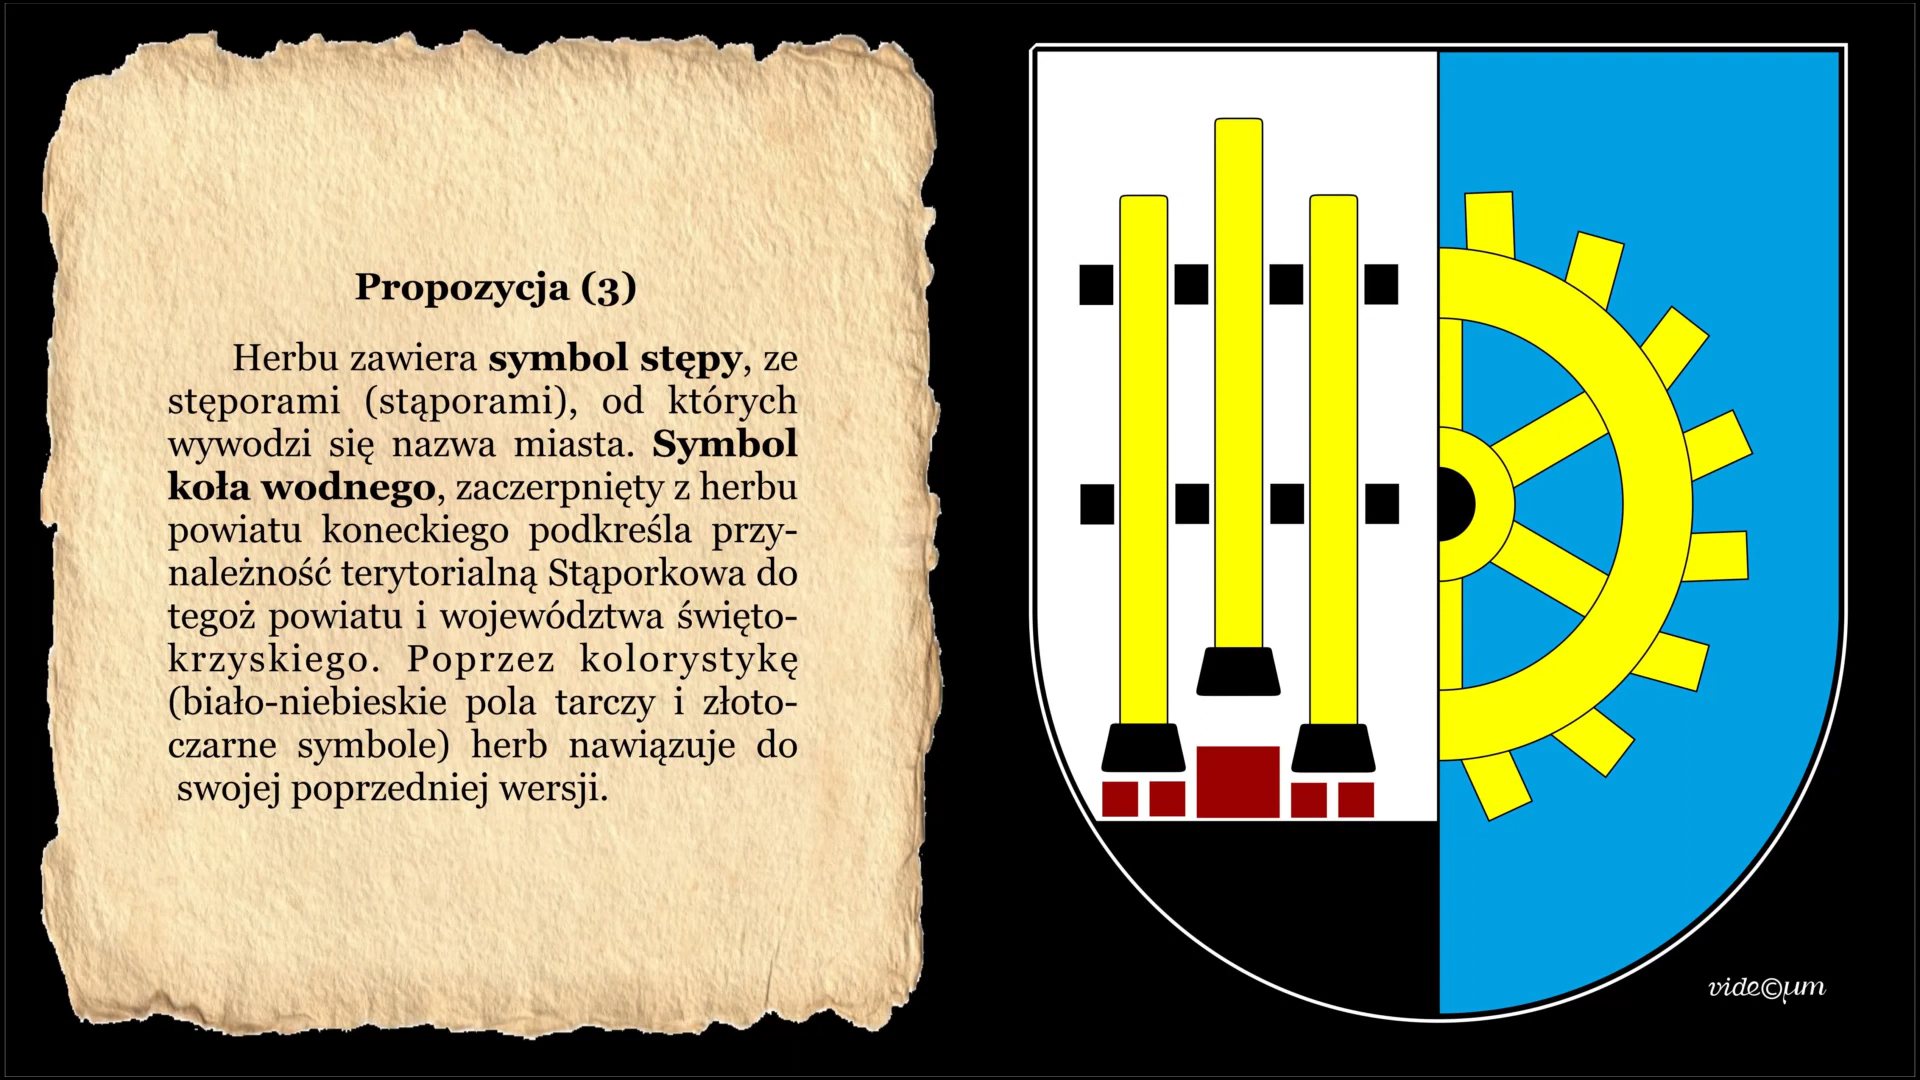 Propozycja (3)
Herbu zawiera symbol stępy, ze
stęporami (stąporami), od których
wywodzi się nazwa miasta. Symbol
koła wodnego, zaczerpnięty z herbu
powiatu koneckiego podkreśla przy-
należność terytorialną Stąporkowa do
tegoż powiatu i województwa święto-
krzyskiego. Poprzez kolorystykę
(biało-niebieskie pola tarczy i złoto-
czarne symbole) herb nawiązuje do
swojej poprzedniej wersji.
vide©µm